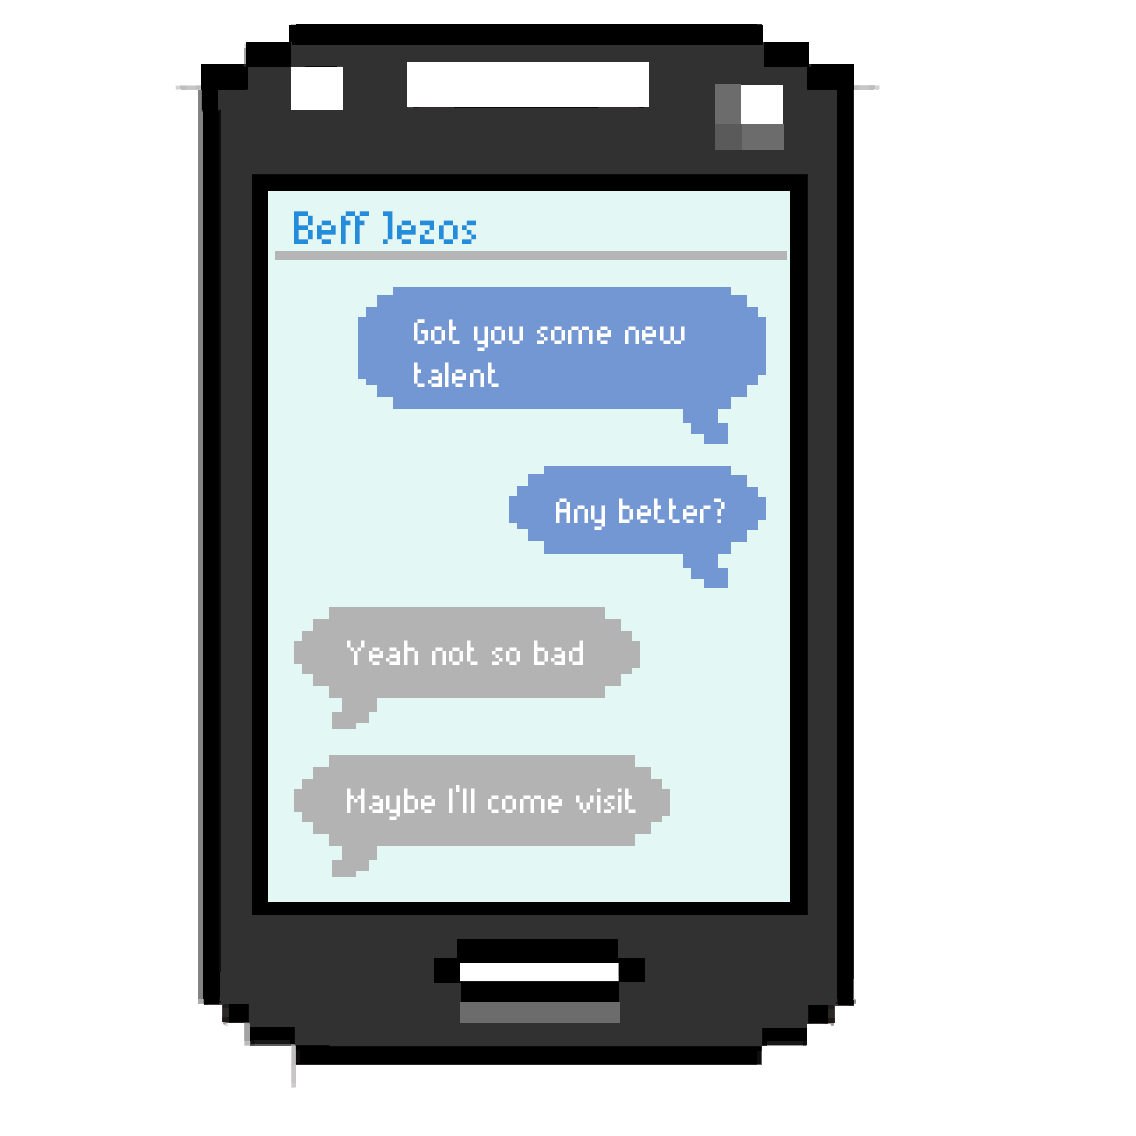 Beff Jezos
Got you some new
talent
Any better?
Yeah not so bad
Maybe I'll come visit